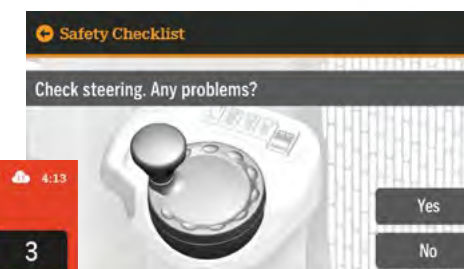 Safety Checklist
Check steering. Any problems?
4:13
Yes
3
No